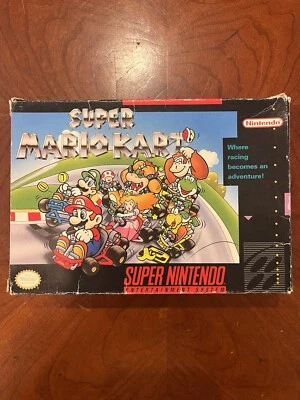 SUPER
MARIO KART
Nintendo
Where
racing
becomes an
adventure!
SUPER NINTENDO
ENTERTAINMENT SYSTEM